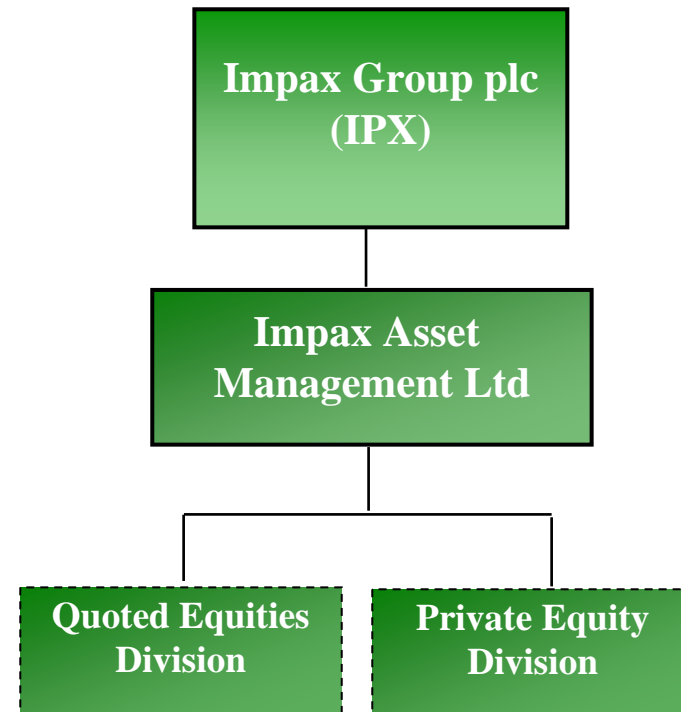 Impax Group plc
(IPX)
Impax Asset
Management Ltd
Quoted Equities
Division
Private Equity
Division